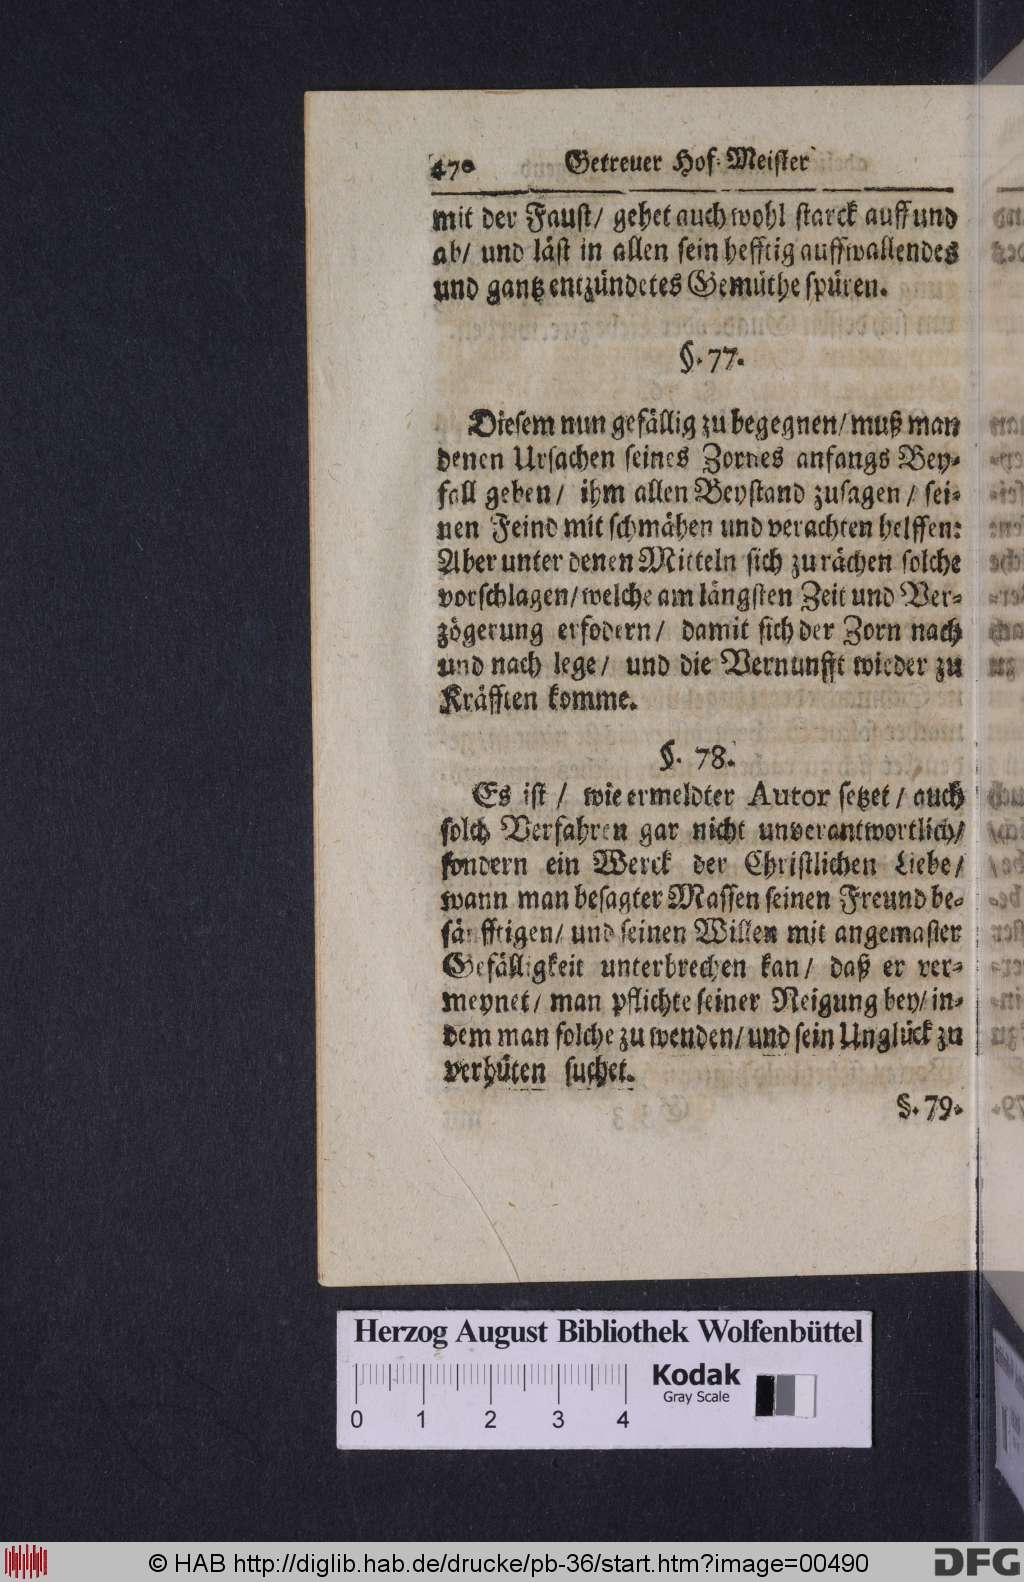 470 Getreuer Hof-Meister
mit der Faust/ gehet auch wohl starck auff und
ab/ und läst in allen sein hefftig auffwallendes
und gantz entzündetes Gemüthe spüren.
§. 77.
Diesem nun gefällig zu begegnen/ muß man
denen Ursachen seines Zornes anfangs Bey-
fall geben/ ihm allen Beystand zusagen/ sei-
nen Feind mit schmähen und verachten helffen:
Aber unter denen Mitteln sich zu rächen solche
vorschlagen/ welche am längsten Zeit und Ver-
zögerung erfodern/ damit sich der Zorn nach
und nach lege/ und die Vernunfft wieder zu
Kräfften komme.
§. 78.
Es ist/ wie ermeldter Autor setzet/ auch
solch Verfahren gar nicht unverantwortlich/
sondern ein Werck der Christlichen Liebe/
wann man besagter Massen seinen Freund be-
sänfftigen/ und seinen Willen mit angemaster
Gefälligkeit unterbrechen kan/ daß er ver-
meynet/ man pflichte seiner Neigung bey/ in-
dem man solche zu wenden/ und sein Unglück zu
verhüten suchet.
§. 79.
Herzog August Bibliothek Wolfenbüttel
Kodak
Gray Scale
0 1 2 3 4
© HAB http://diglib.hab.de/drucke/pb-36/start.htm?image=00490
DFG